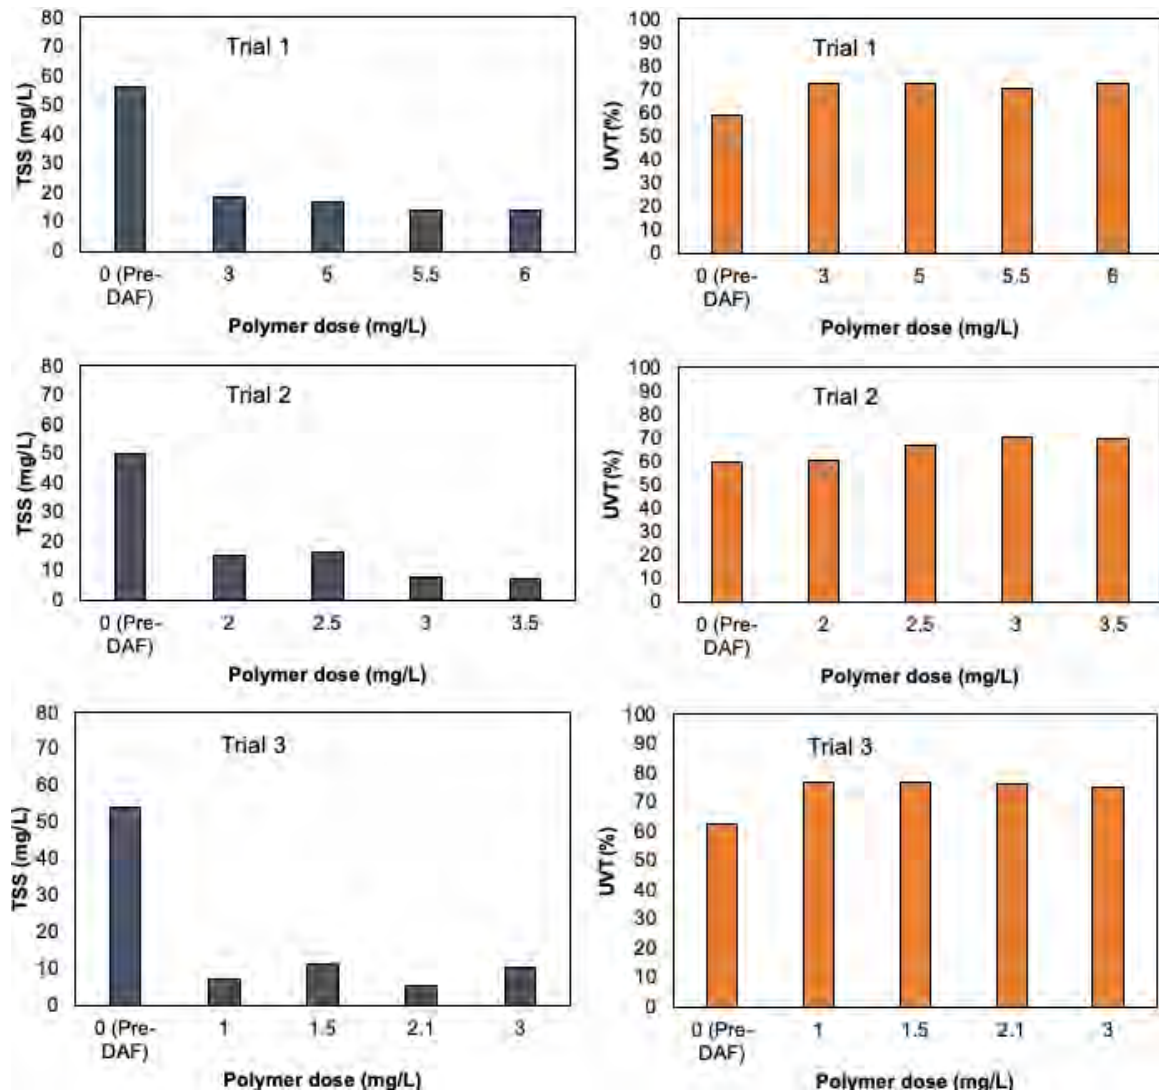 80
70
60
50
40
30
20
10
0
TSS (mg/L)
Trial 1
0 (Pre-
DAF)
3
5
5.5
6
Polymer dose (mg/L)
100
90
80
70
60
50
40
30
20
10
0
UVT(%)
Trial 1
0 (Pre-
DAF)
3
5
5.5
6
Polymer dose (mg/L)
80
70
60
50
40
30
20
10
0
TSS (mg/L)
Trial 2
0 (Pre-
DAF)
2
2.5
3
3.5
Polymer dose (mg/L)
100
90
80
70
60
50
40
30
20
10
0
UVT(%)
Trial 2
0 (Pre-
DAF)
2
2.5
3
3.5
Polymer dose (mg/L)
80
70
60
50
40
30
20
10
0
TSS (mg/L)
Trial 3
0 (Pre-
DAF)
1
1.5
2.1
3
Polymer dose (mg/L)
100
90
80
70
60
50
40
30
20
10
0
UVT(%)
Trial 3
0 (Pre-
DAF)
1
1.5
2.1
3
Polymer dose (mg/L)